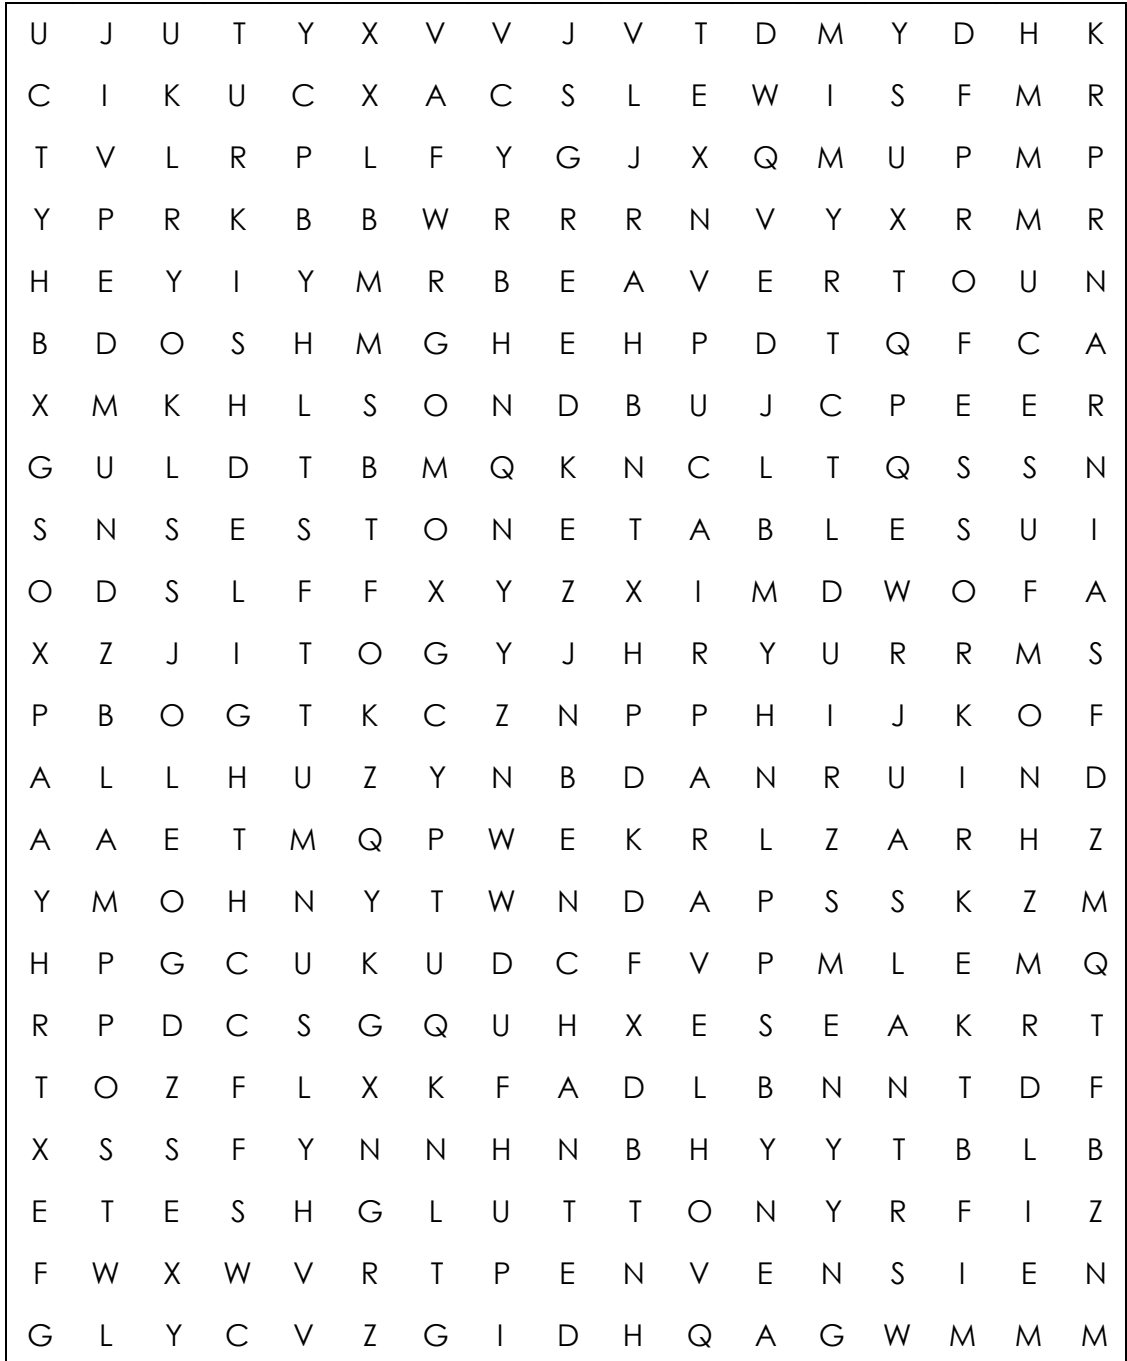 U J U T Y X V V J V T D M Y D H K
C I K U C X A C S L E W I S F M R
T V L R P L F Y G J X Q M U P M P
Y P R K B B W R R R N V Y X R M R
H E Y I Y M R B E A V E R T O U N
B D O S H M G H E H P D T Q F C A
X M K H L S O N D B U J C P E E R
G U L D T B M Q K N C L T Q S S N
S N S E S T O N E T A B L E S U I
O D S L F F X Y Z X I M D W O F A
X Z J I T O G Y J H R Y U R R M S
P B O G T K C Z N P P H I J K O F
A L L H U Z Y N B D A N R U I N D
A A E T M Q P W E K R L Z A R H Z
Y M O H N Y T W N D A P S S K Z M
H P G C U K U D C F V P M L E M Q
R P D C S G Q U H X E S E A K R T
T O Z F L X K F A D L B N N T D F
X S S F Y N N H N B H Y Y T B L B
E T E S H G L U T T O N Y R F I Z
F W X W V R T P E N V E N S I E N
G L Y C V Z G I D H Q A G W M M M